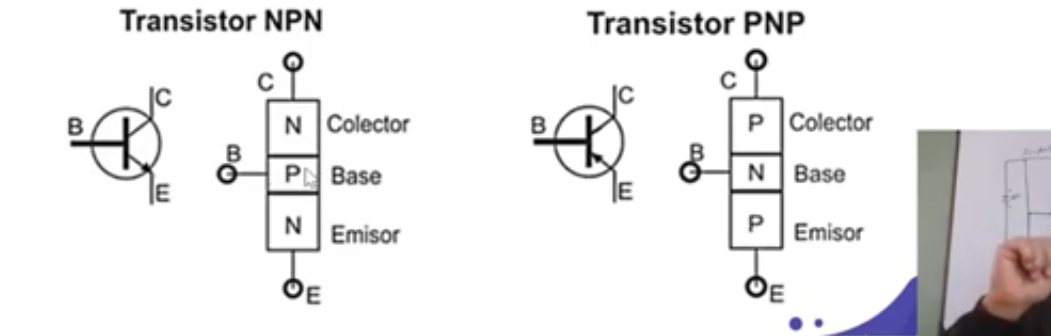 Transistor NPN
C
B
E
C
N
Colector
B
P
Base
N
Emisor
E
Transistor PNP
C
B
E
C
P
Colector
B
N
Base
P
Emisor
E